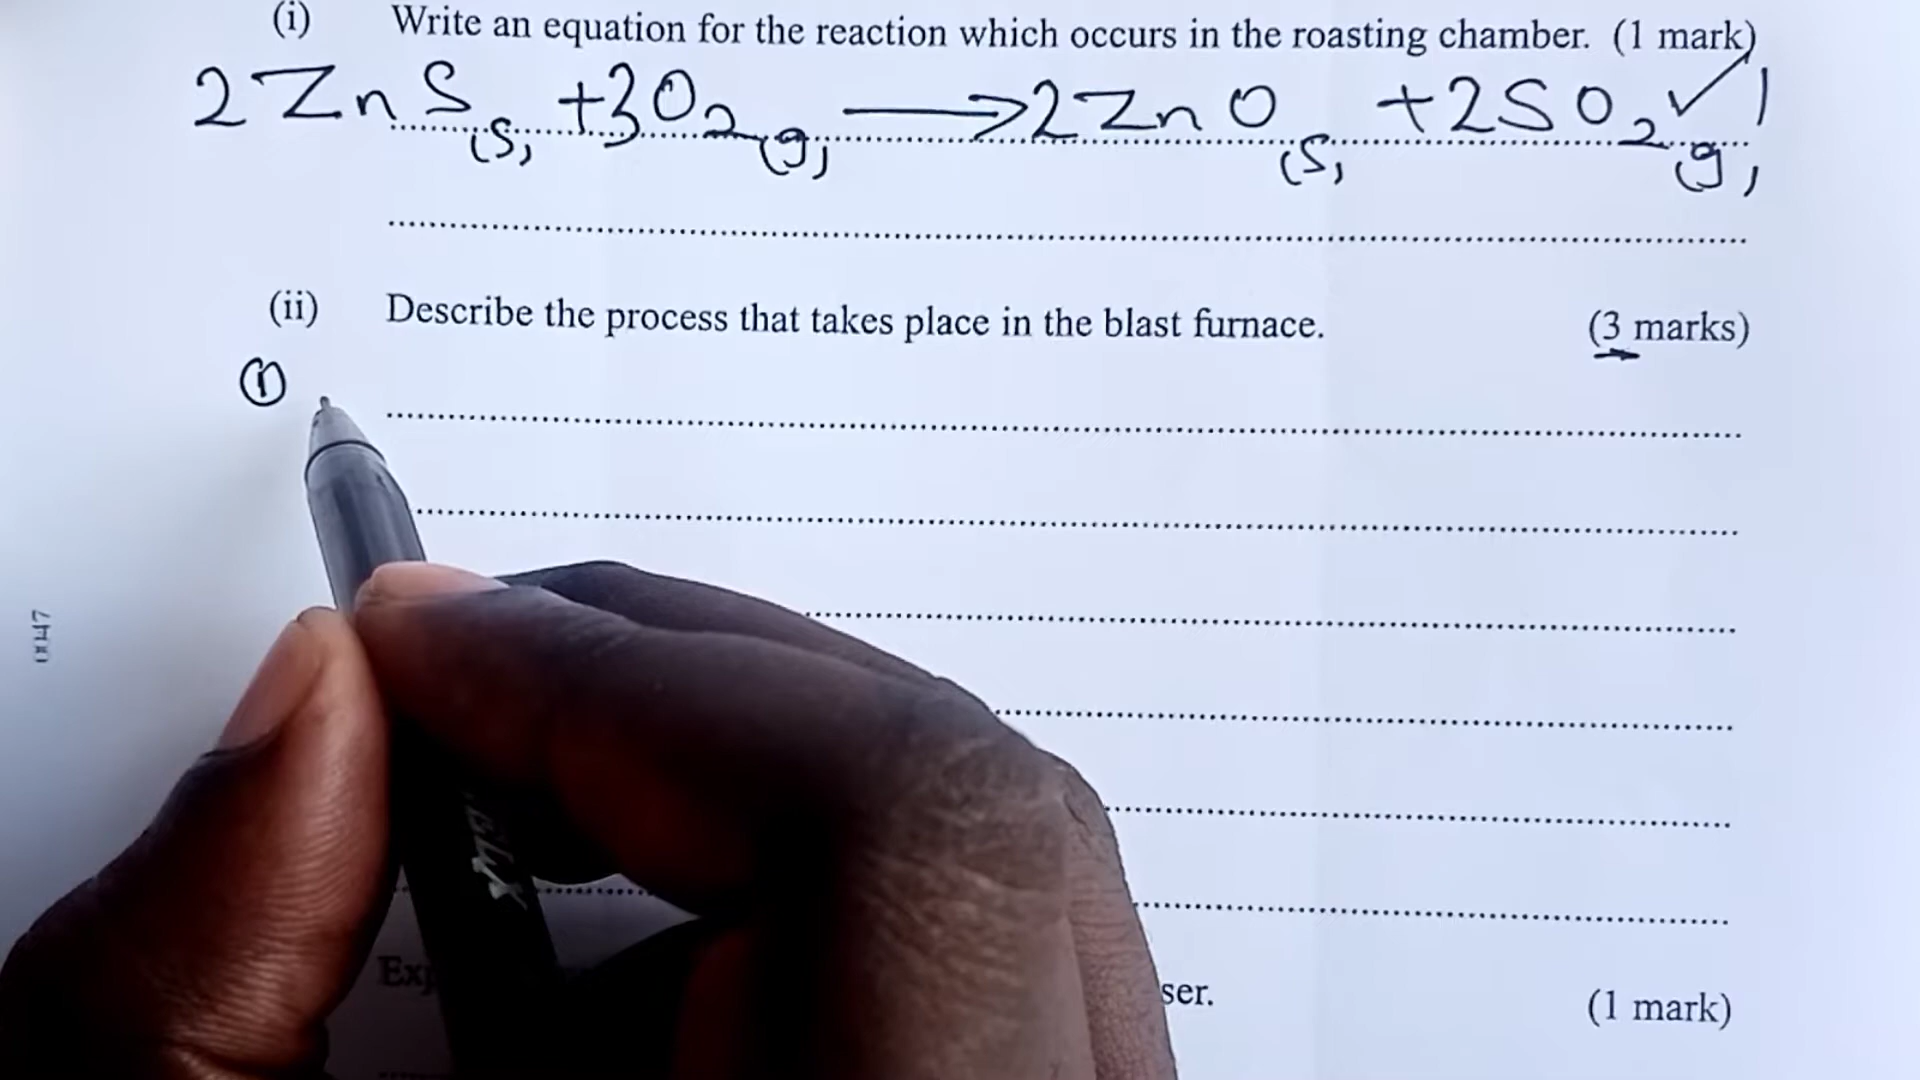 (i) Write an equation for the reaction which occurs in the roasting chamber. (1 mark)
2ZnS(s) + 3O2(g) ⟶ 2ZnO(s) + 2SO2(g) ✓1
(ii) Describe the process that takes place in the blast furnace. (3 marks)
①
ser. (1 mark)